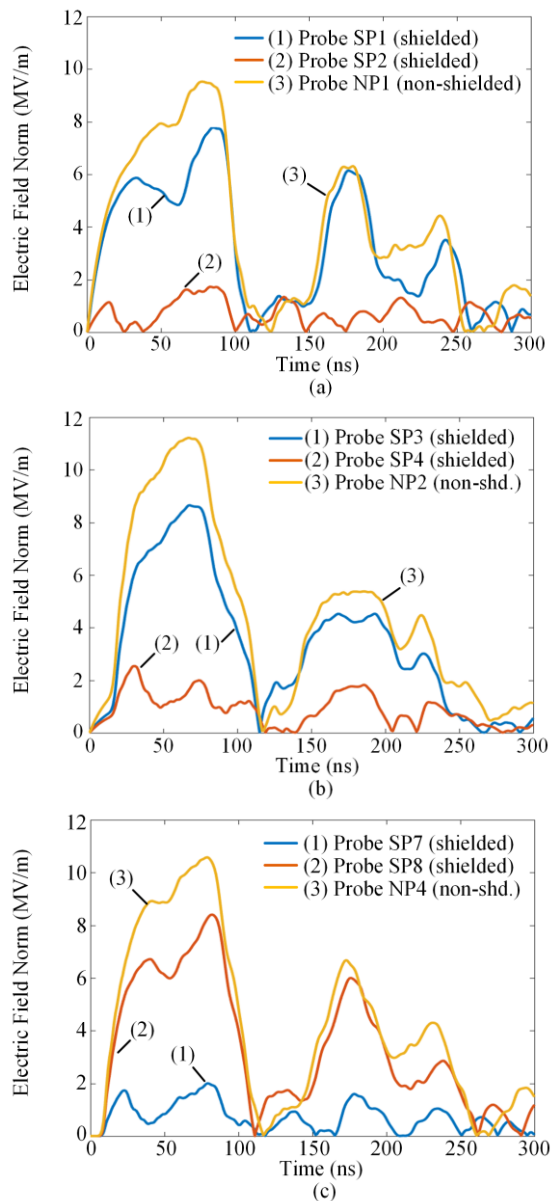 (1) Probe SP1 (shielded)
(2) Probe SP2 (shielded)
(3) Probe NP1 (non-shielded)
Electric Field Norm (MV/m)
12
10
8
6
4
2
0
(1)
(2)
(3)
0 50 100 150 200 250 300
Time (ns)
(a)
(1) Probe SP3 (shielded)
(2) Probe SP4 (shielded)
(3) Probe NP2 (non-shd.)
Electric Field Norm (MV/m)
12
10
8
6
4
2
0
(2)
(1)
(3)
0 50 100 150 200 250 300
Time (ns)
(b)
(1) Probe SP7 (shielded)
(2) Probe SP8 (shielded)
(3) Probe NP4 (non-shd.)
Electric Field Norm (MV/m)
12
10
8
6
4
2
0
(3)
(2)
(1)
0 50 100 150 200 250 300
Time (ns)
(c)